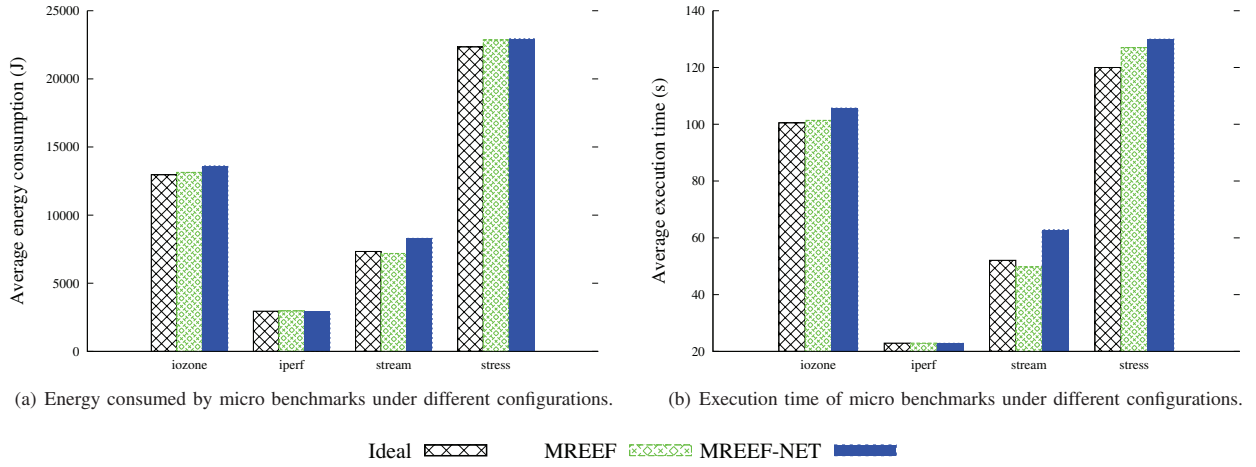 Average energy consumption (J)
25000
20000
15000
10000
5000
0
iozone iperf stream stress
(a) Energy consumed by micro benchmarks under different configurations.
Average execution time (s)
140
120
100
80
60
40
20
iozone iperf stream stress
(b) Execution time of micro benchmarks under different configurations.
Ideal MREEF MREEF-NET